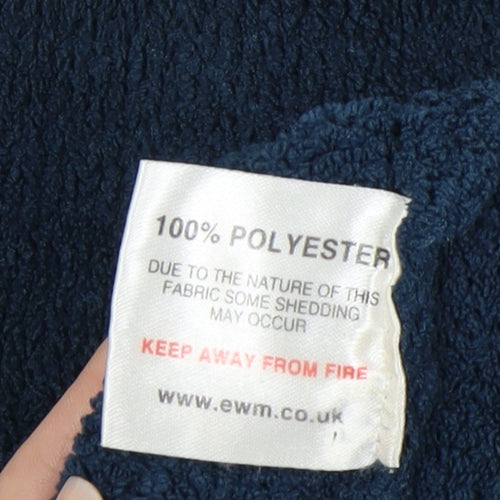 100% POLYESTER
DUE TO THE NATURE OF THIS
FABRIC SOME SHEDDING
MAY OCCUR
KEEP AWAY FROM FIRE
www.ewm.co.uk